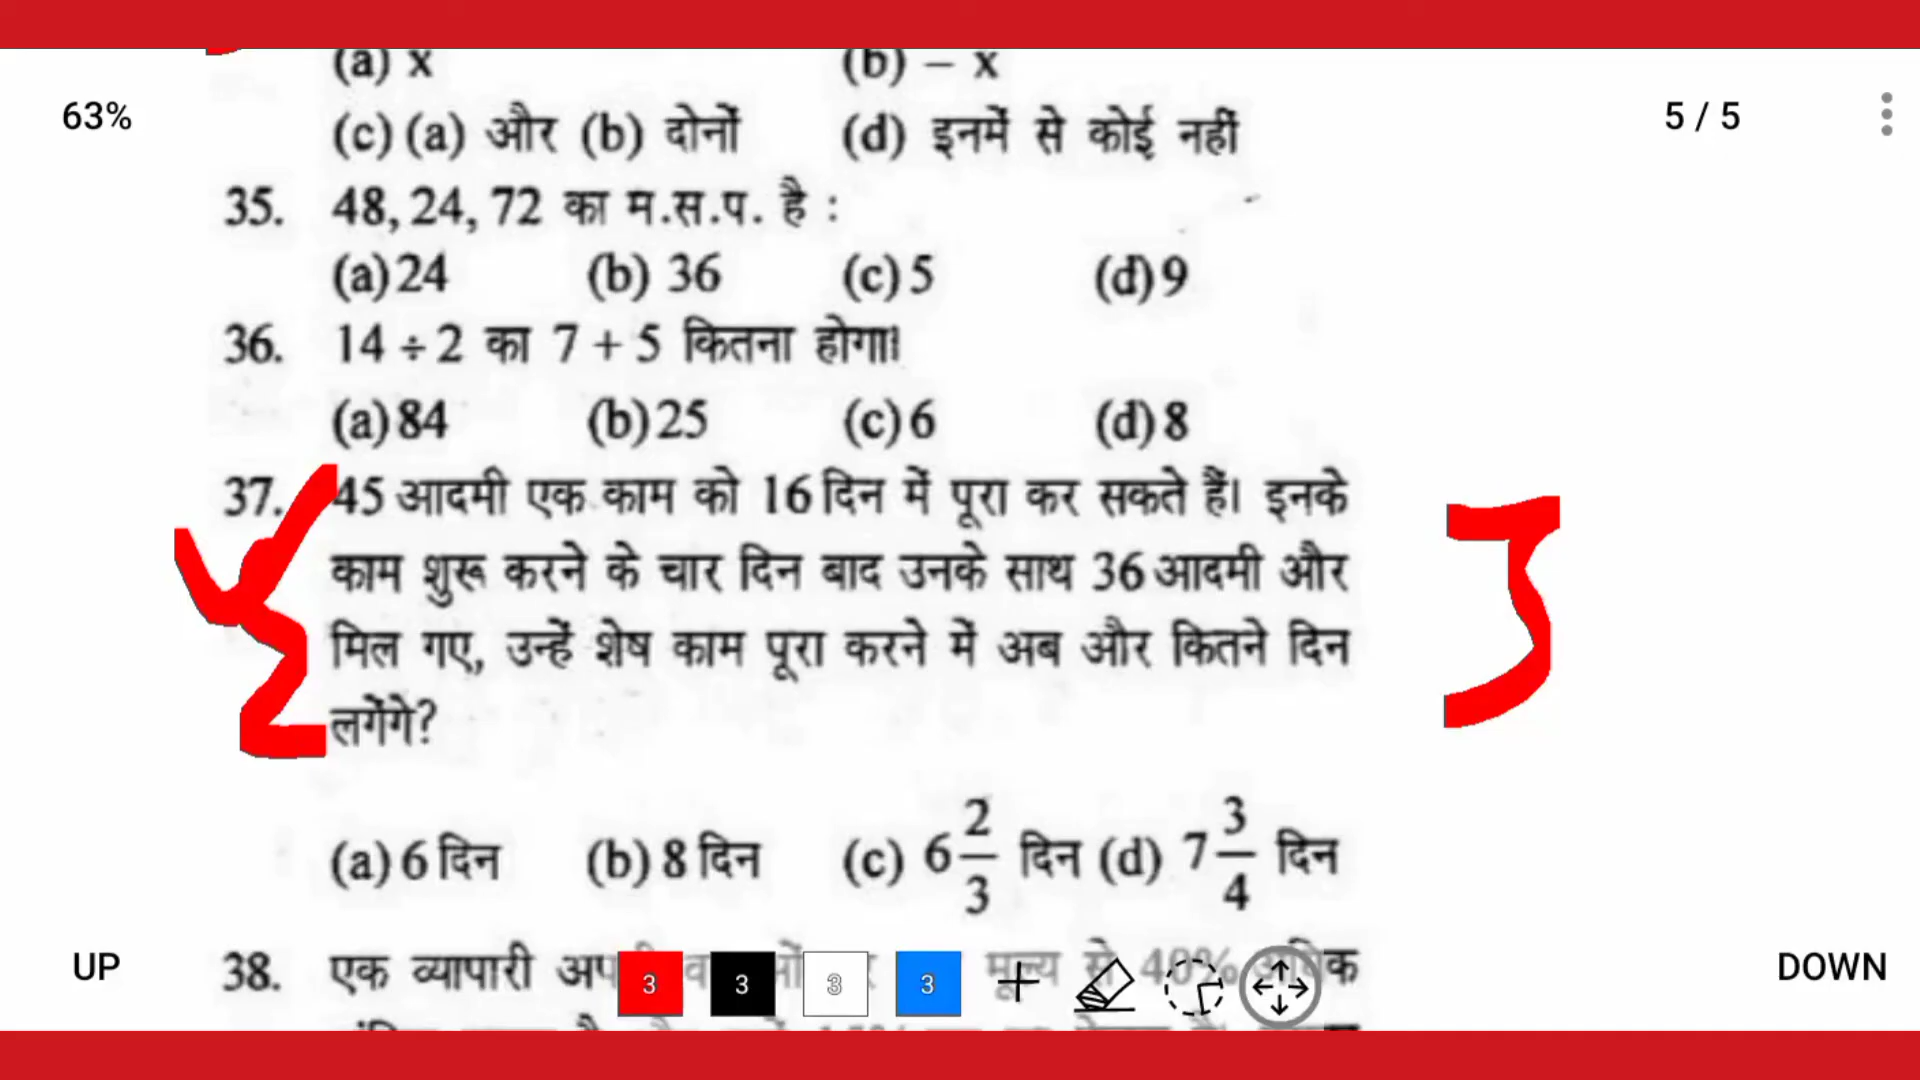 (a) x (b) – x
63% 5 / 5
(c) (a) और (b) दोनों (d) इनमें से कोई नहीं
35. 48, 24, 72 का म.स.प. है :
(a) 24 (b) 36 (c) 5 (d) 9
36. 14 ÷ 2 का 7 + 5 कितना होगा।
(a) 84 (b) 25 (c) 6 (d) 8
37. 45 आदमी एक काम को 16 दिन में पूरा कर सकते हैं। इनके
काम शुरू करने के चार दिन बाद उनके साथ 36 आदमी और
मिल गए, उन्हें शेष काम पूरा करने में अब और कितने दिन
लगेंगे?
(a) 6 दिन (b) 8 दिन (c) 6 2/3 दिन (d) 7 3/4 दिन
UP DOWN
38. एक व्यापारी मूल्य से 40% अधिक
3 3 3 3